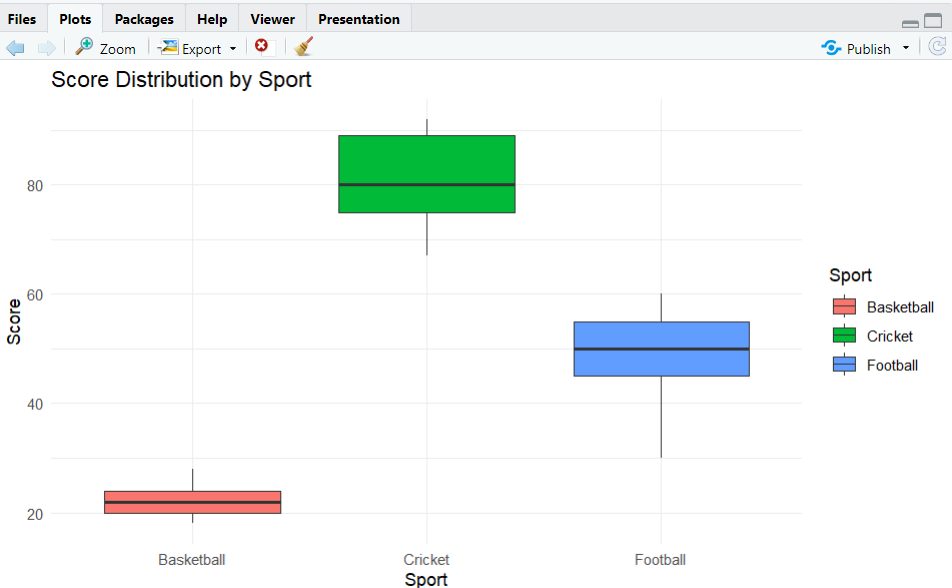 Files Plots Packages Help Viewer Presentation
Zoom Export Publish
Score Distribution by Sport
80
60
40
20
Score
Basketball Cricket Football
Sport
Sport
Basketball
Cricket
Football